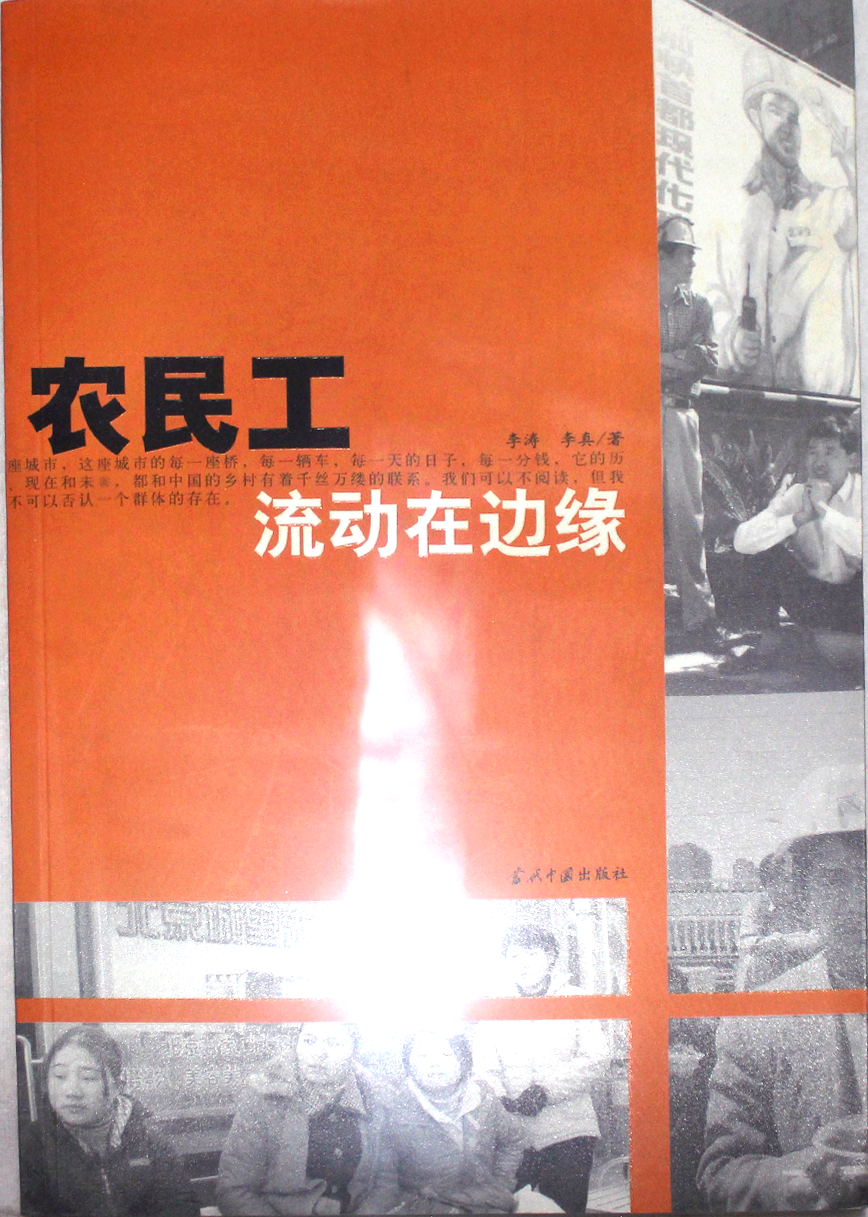 农民工
李涛 李真/著
座城市，这座城市的每一座桥，每一辆车，每一天的日子，每一分钱，它的历
，现在和未来，都和中国的乡村有着千丝万缕的联系。我们可以不阅读，但我
不可以否认一个群体的存在。
流动在边缘
当代中国出版社